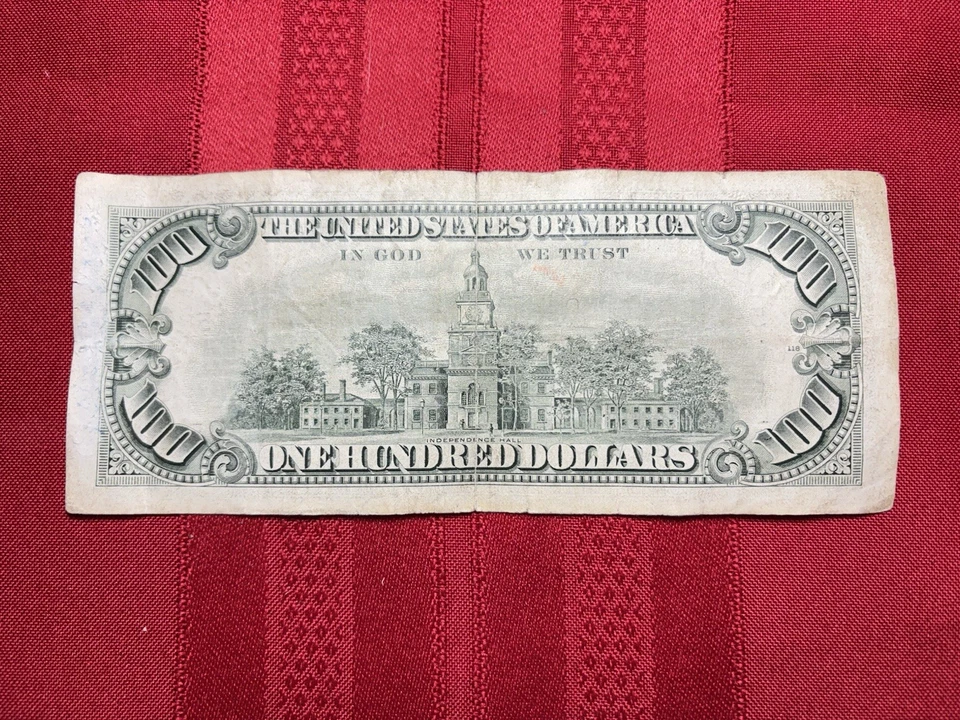 THE UNITED STATES OF AMERICA
IN GOD WE TRUST
100 100
100 100
INDEPENDENCE HALL
ONE HUNDRED DOLLARS